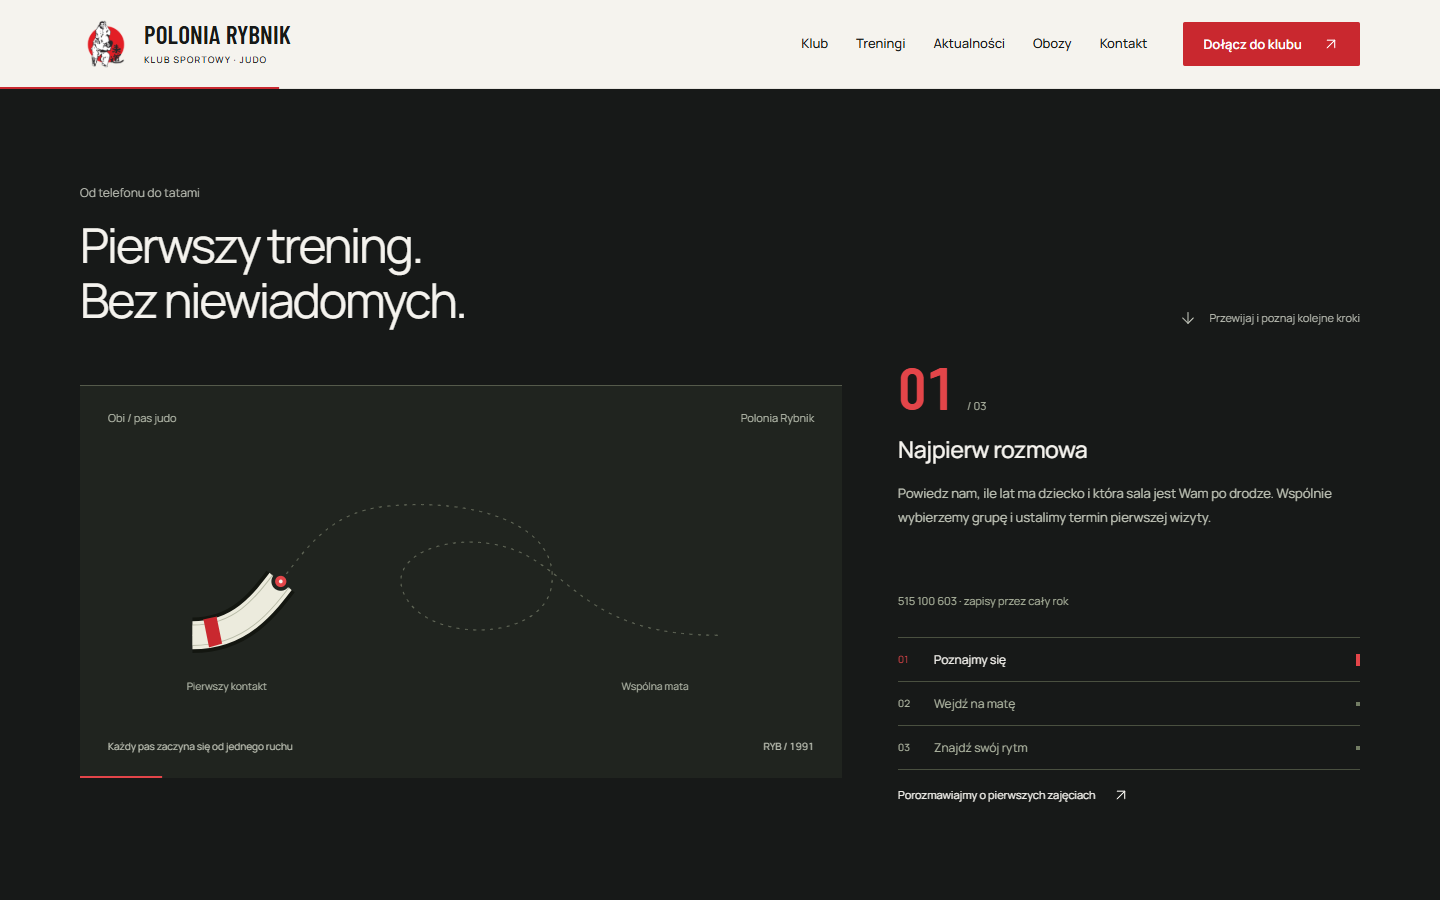 POLONIA RYBNIK
KLUB SPORTOWY · JUDO
Klub
Treningi
Aktualności
Obozy
Kontakt
Dołącz do klubu
Od telefonu do tatami
Pierwszy trening.
Bez niewiadomych.
Przewijaj i poznaj kolejne kroki
Obi / pas judo
Polonia Rybnik
Pierwszy kontakt
Wspólna mata
Każdy pas zaczyna się od jednego ruchu
RYB / 1991
01 / 03
Najpierw rozmowa
Powiedz nam, ile lat ma dziecko i która sala jest Wam po drodze. Wspólnie
wybierzemy grupę i ustalimy termin pierwszej wizyty.
515 100 603 · zapisy przez cały rok
01 Poznajmy się
02 Wejdź na matę
03 Znajdź swój rytm
Porozmawiajmy o pierwszych zajęciach